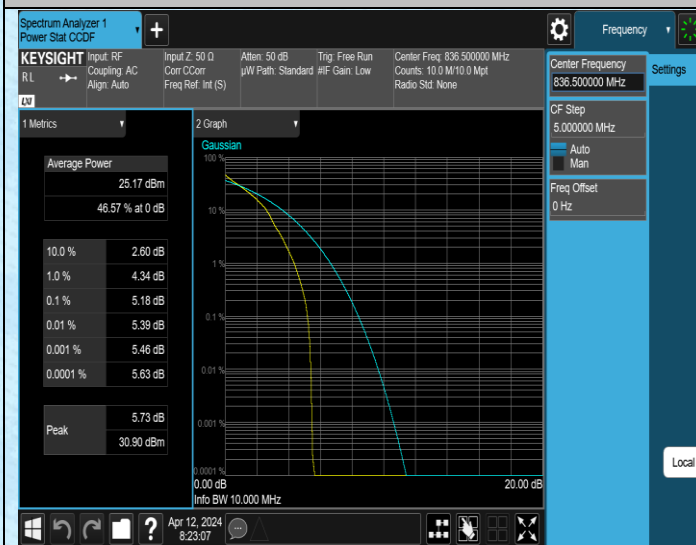 Spectrum Analyzer 1
Power Stat CCDF
Frequency
KEYSIGHT
RL
LXI
Input: RF
Coupling: AC
Align: Auto
Input Z: 50 Ω
Corr CCorr
Freq Ref: Int (S)
Atten: 50 dB
µW Path: Standard
Trig: Free Run
#IF Gain: Low
Center Freq: 836.500000 MHz
Counts: 10.0 M/10.0 Mpt
Radio Std: None
Center Frequency
836.500000 MHz
Settings
CF Step
5.000000 MHz
Auto
Man
Freq Offset
0 Hz
1 Metrics
Average Power
25.17 dBm
46.57 % at 0 dB
10.0 % 2.60 dB
1.0 % 4.34 dB
0.1 % 5.18 dB
0.01 % 5.39 dB
0.001 % 5.46 dB
0.0001 % 5.63 dB
Peak
5.73 dB
30.90 dBm
2 Graph
Gaussian
100 %
10 %
1 %
0.1 %
0.01 %
0.001 %
0.0001 %
0.00 dB 20.00 dB
Info BW 10.000 MHz
Local
?
Apr 12, 2024
8:23:07